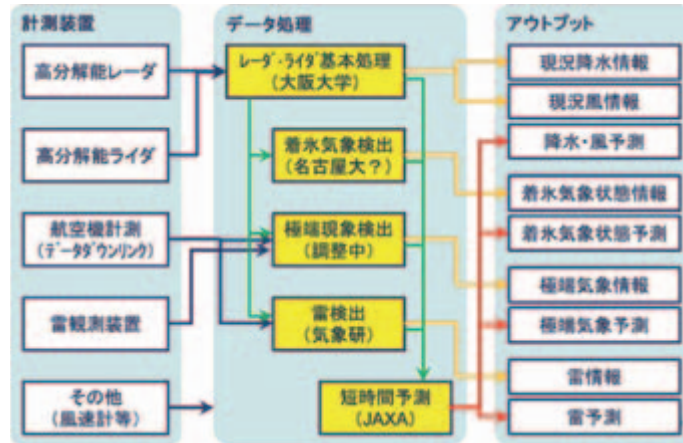 計測装置
高分解能レーダ
高分解能ライダ
航空機計測
(ﾃﾞｰﾀﾀﾞｳﾝﾘﾝｸ)
雷観測装置
その他
(風速計等)
データ処理
ﾚｰﾀﾞ･ﾗｲﾀﾞ基本処理
(大阪大学)
着氷気象検出
(名古屋大?)
極端現象検出
(調整中)
雷検出
(気象研)
短時間予測
(JAXA)
アウトプット
現況降水情報
現況風情報
降水・風予測
着氷気象状態情報
着氷気象状態予測
極端気象情報
極端気象予測
雷情報
雷予測